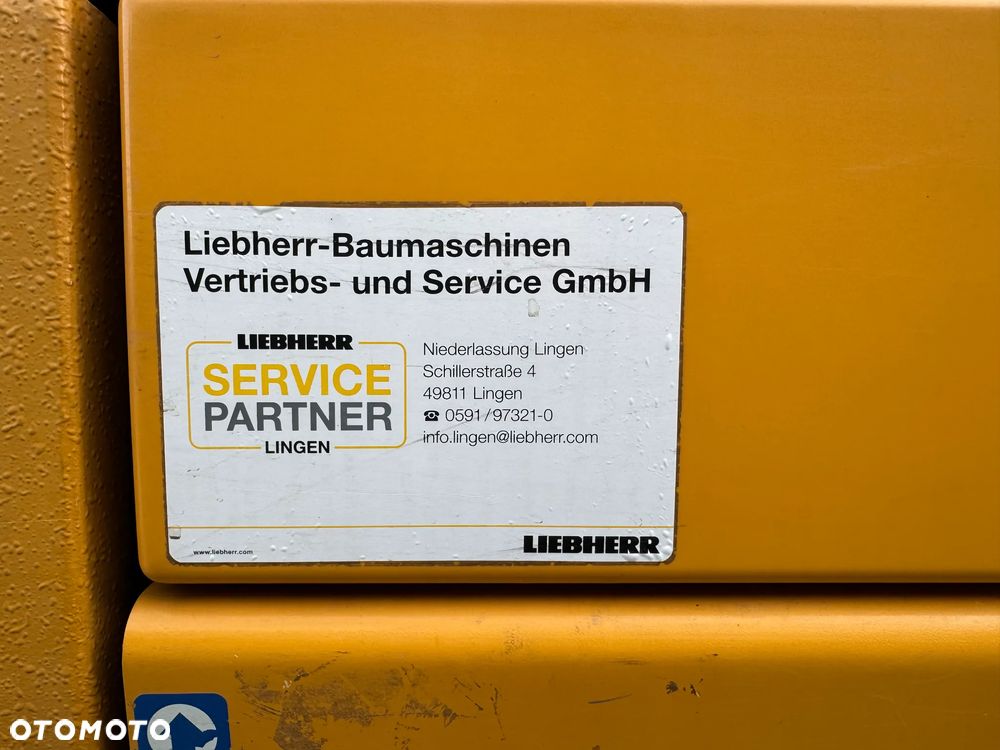 Liebherr-Baumaschinen
Vertriebs- und Service GmbH
LIEBHERR
SERVICE
PARTNER
LINGEN
Niederlassung Lingen
Schillerstraße 4
49811 Lingen
☎ 0591/97321-0
info.lingen@liebherr.com
www.liebherr.com
LIEBHERR
OTOMOTO